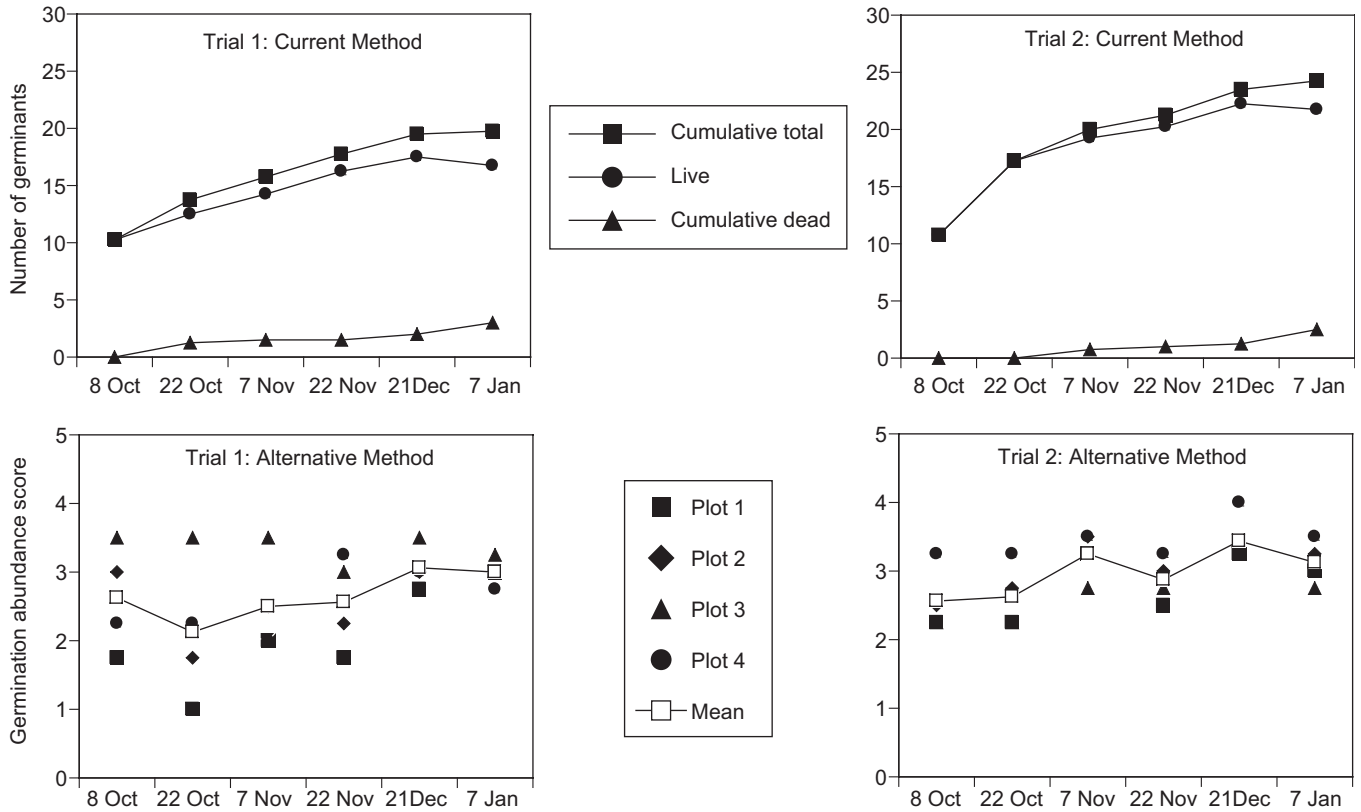 Trial 1: Current Method
Number of germinants
30
25
20
15
10
5
0
8 Oct 22 Oct 7 Nov 22 Nov 21Dec 7 Jan
Cumulative total
Live
Cumulative dead
Trial 2: Current Method
30
25
20
15
10
5
0
8 Oct 22 Oct 7 Nov 22 Nov 21Dec 7 Jan
Trial 1: Alternative Method
Germination abundance score
5
4
3
2
1
0
8 Oct 22 Oct 7 Nov 22 Nov 21Dec 7 Jan
Plot 1
Plot 2
Plot 3
Plot 4
Mean
Trial 2: Alternative Method
5
4
3
2
1
0
8 Oct 22 Oct 7 Nov 22 Nov 21Dec 7 Jan